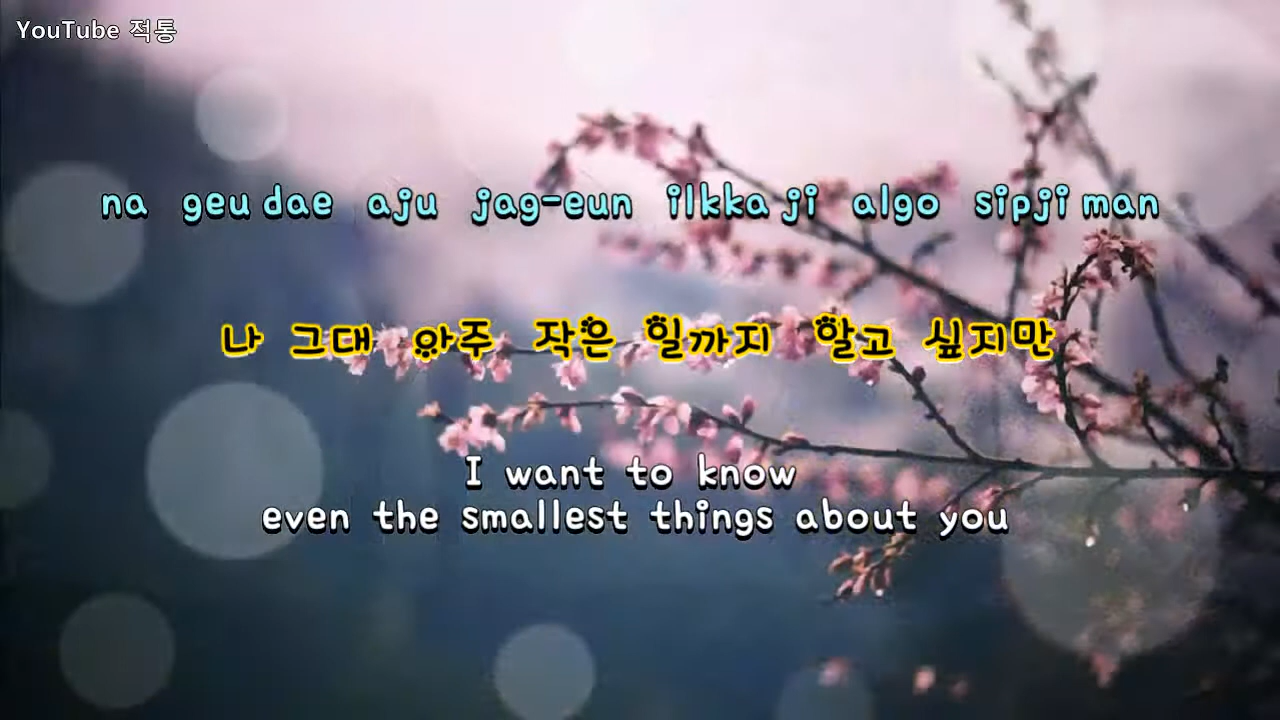 YouTube 적통
na geu dae aju jag-eun ilkka ji algo sipji man
나 그대 아주 작은 일까지 알고 싶지만
I want to know
even the smallest things about you